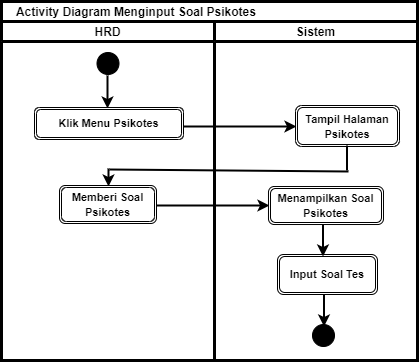 Activity Diagram Menginput Soal Psikotes
HRD
Sistem
Klik Menu Psikotes
Tampil Halaman
Psikotes
Memberi Soal
Psikotes
Menampilkan Soal
Psikotes
Input Soal Tes